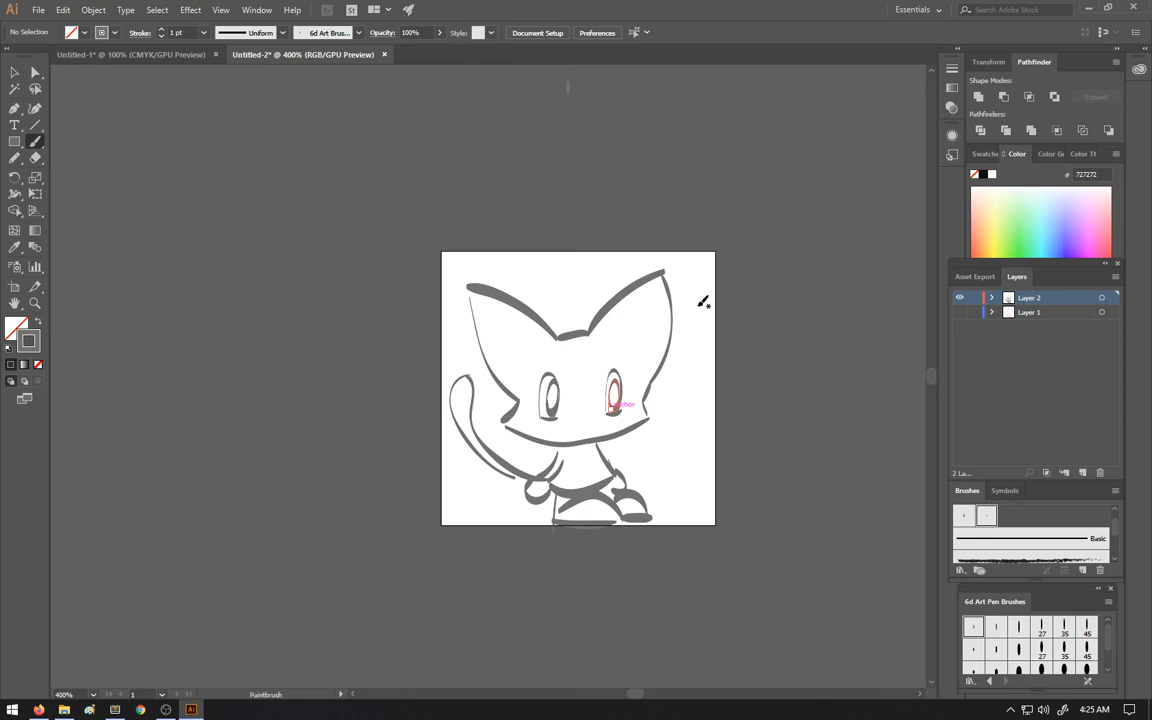 Ai File Edit Object Type Select Effect View Window Help Br St Essentials Search Adobe Stock
No Selection Stroke: 1 pt Uniform 6d Art Brus... Opacity: 100% Style: Document Setup Preferences
Untitled-1* @ 100% (CMYK/GPU Preview) × Untitled-2* @ 400% (RGB/GPU Preview) ×
Transform Pathfinder
Shape Modes:
Expand
Pathfinders:
Swatche Color Color G Color Th
# 727272
Asset Export Layers
Layer 2
Layer 1
2 La...
Brushes Symbols
Basic
6d Art Pen Brushes
27 35 45
27 35 45
400% 1 Paintbrush
Ai 4:25 AM